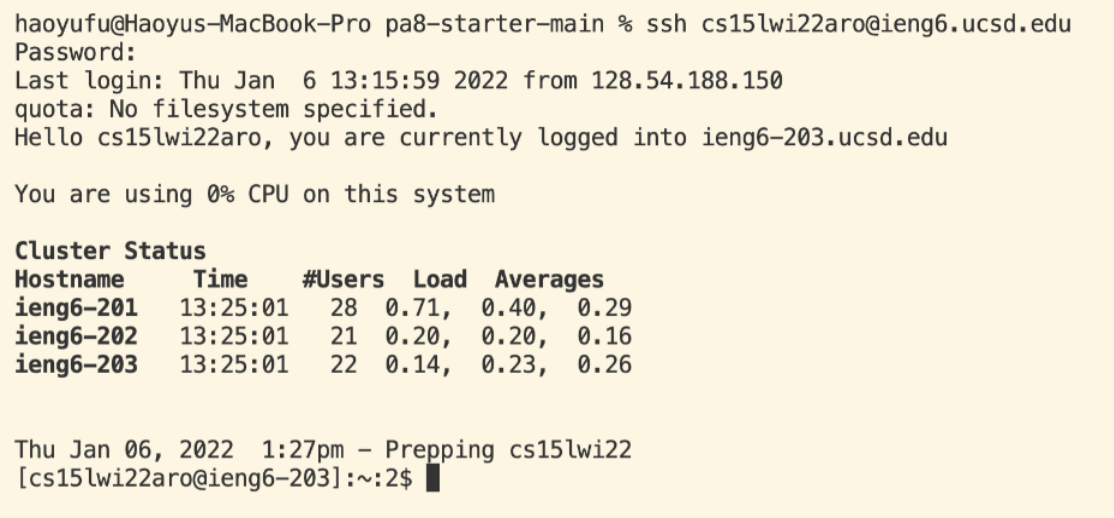 haoyufu@Haoyus-MacBook-Pro pa8-starter-main % ssh cs15lwi22aro@ieng6.ucsd.edu
Password:
Last login: Thu Jan  6 13:15:59 2022 from 128.54.188.150
quota: No filesystem specified.
Hello cs15lwi22aro, you are currently logged into ieng6-203.ucsd.edu
You are using 0% CPU on this system
Cluster Status
Hostname     Time    #Users  Load  Averages
ieng6-201   13:25:01   28  0.71,  0.40,  0.29
ieng6-202   13:25:01   21  0.20,  0.20,  0.16
ieng6-203   13:25:01   22  0.14,  0.23,  0.26
Thu Jan 06, 2022  1:27pm - Prepping cs15lwi22
[cs15lwi22aro@ieng6-203]:~:2$